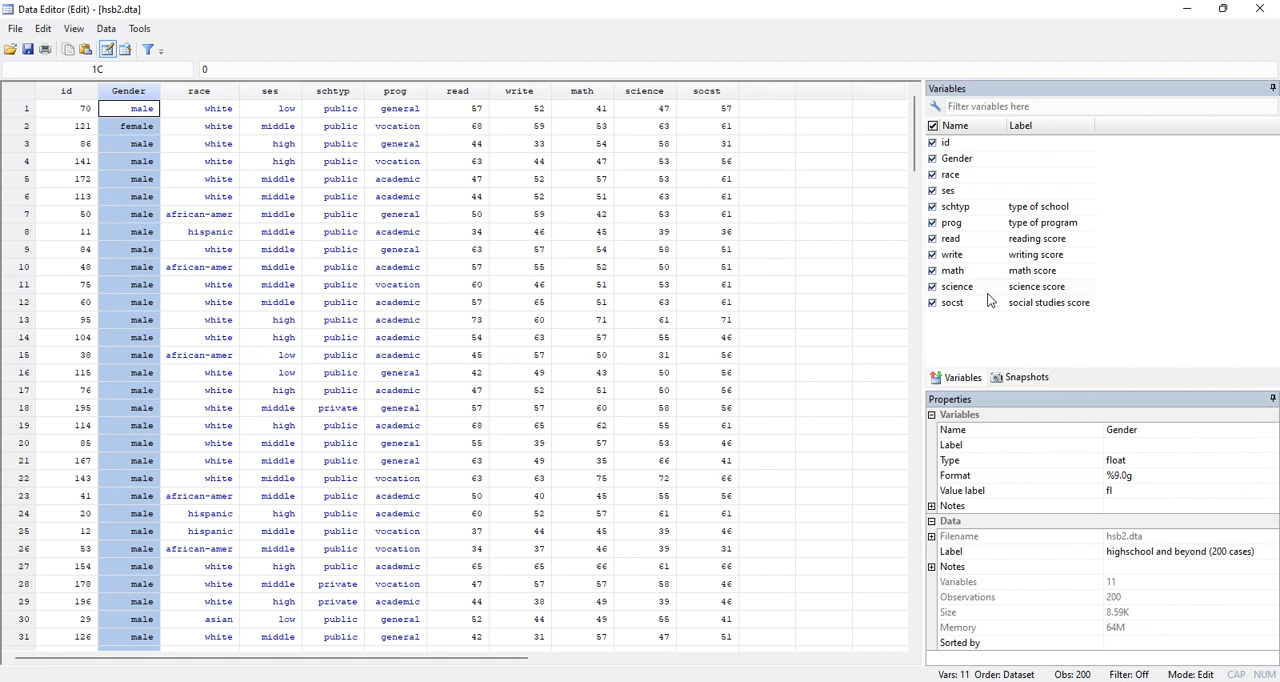 Data Editor (Edit) - [hsb2.dta]
File Edit View Data Tools
1C 0
id Gender race ses schtyp prog read write math science socst
1 70 male white low public general 57 52 41 47 57
2 121 female white middle public vocation 68 59 53 63 61
3 86 male white high public general 44 33 54 58 31
4 141 male white high public vocation 63 44 47 53 56
5 172 male white middle public academic 47 52 57 53 61
6 113 male white middle public academic 44 52 51 63 61
7 50 male african-amer middle public general 50 59 42 53 61
8 11 male hispanic middle public academic 34 46 45 39 36
9 84 male white middle public general 63 57 54 58 51
10 48 male african-amer middle public academic 57 55 52 50 51
11 75 male white middle public vocation 60 46 51 53 61
12 60 male white middle public academic 57 65 51 63 61
13 95 male white high public academic 73 60 71 61 71
14 104 male white high public academic 54 63 57 55 46
15 38 male african-amer low public academic 45 57 50 31 56
16 115 male white low public general 42 49 43 50 56
17 76 male white high public academic 47 52 51 50 56
18 195 male white middle private general 57 57 60 58 56
19 114 male white high public academic 68 65 62 55 61
20 85 male white middle public general 55 39 57 53 46
21 167 male white middle public general 63 49 35 66 41
22 143 male white middle public vocation 63 63 75 72 66
23 41 male african-amer middle public academic 50 40 45 55 56
24 20 male hispanic high public academic 60 52 57 61 61
25 12 male hispanic middle public vocation 37 44 45 39 46
26 53 male african-amer middle public vocation 34 37 46 39 31
27 154 male white high public academic 65 65 66 61 66
28 178 male white middle private vocation 47 57 57 58 46
29 196 male white high private academic 44 38 49 39 46
30 29 male asian low public general 52 44 49 55 41
31 126 male white middle public general 42 31 57 47 51
Variables
Filter variables here
Name Label
id
Gender
race
ses
schtyp type of school
prog type of program
read reading score
write writing score
math math score
science science score
socst social studies score
Variables Snapshots
Properties
Variables
Name Gender
Label
Type float
Format %9.0g
Value label fl
Notes
Data
Filename hsb2.dta
Label highschool and beyond (200 cases)
Notes
Variables 11
Observations 200
Size 8.59K
Memory 64M
Sorted by
Vars: 11 Order: Dataset Obs: 200 Filter: Off Mode: Edit CAP NUM